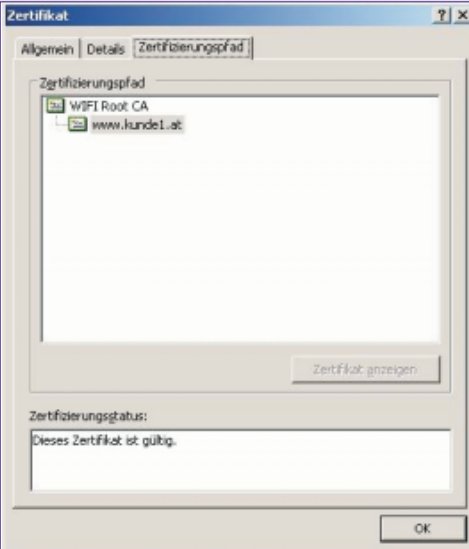 Zertifikat
Allgemein Details Zertifizierungspfad
Zertifizierungspfad
WIFI Root CA
www.kunde1.at
Zertifikat anzeigen
Zertifizierungsstatus:
Dieses Zertifikat ist gültig.
OK